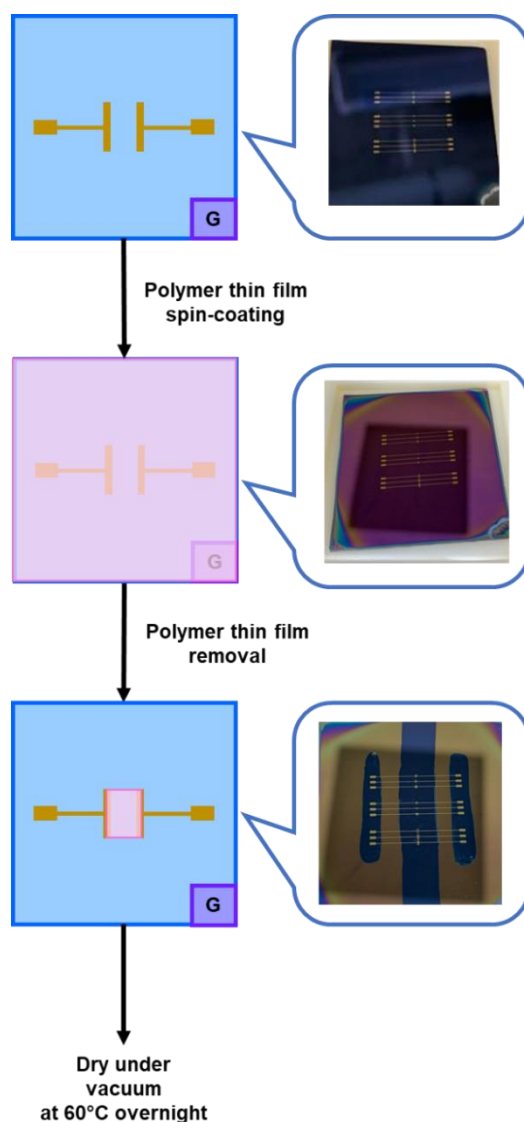 G
Polymer thin film
spin-coating
G
Polymer thin film
removal
G
Dry under
vacuum
at 60°C overnight